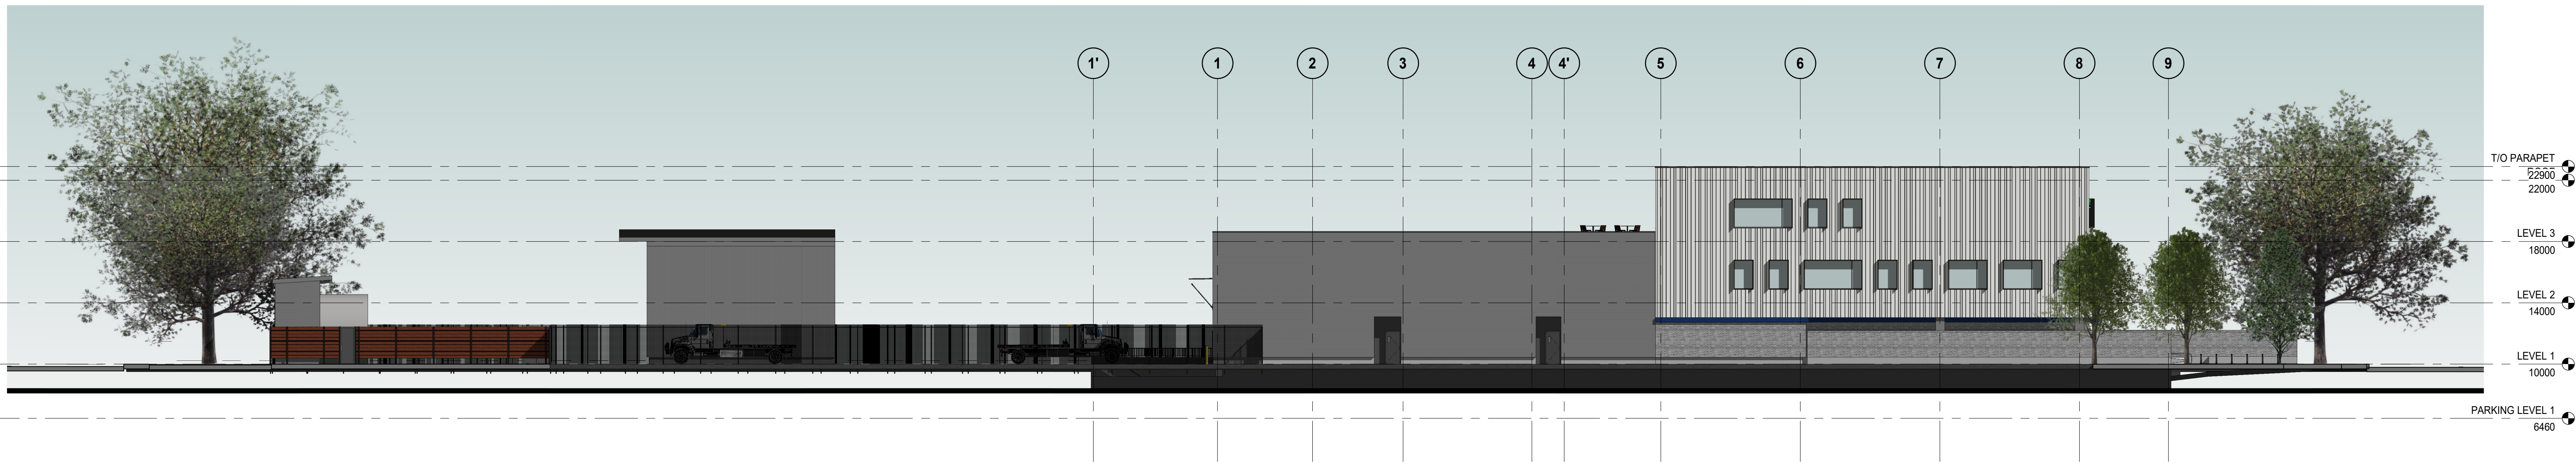 1' 1 2 3 4 4' 5 6 7 8 9
T/O PARAPET
22900
22000
LEVEL 3
18000
LEVEL 2
14000
LEVEL 1
10000
PARKING LEVEL 1
6460